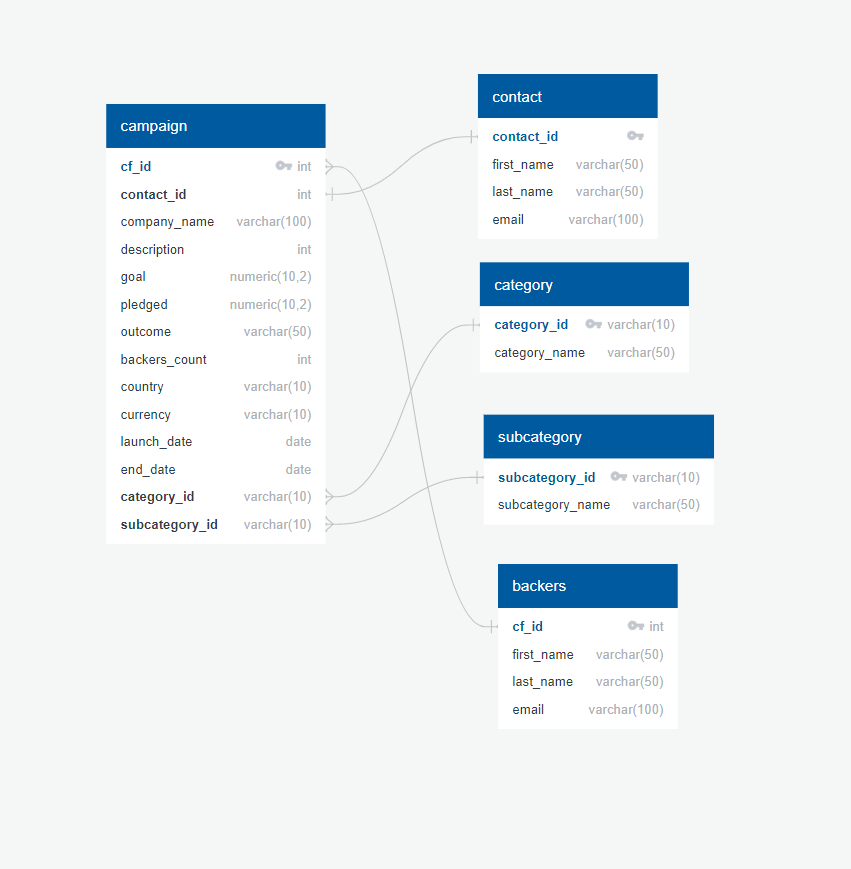 campaign
cf_id int
contact_id int
company_name varchar(100)
description int
goal numeric(10,2)
pledged numeric(10,2)
outcome varchar(50)
backers_count int
country varchar(10)
currency varchar(10)
launch_date date
end_date date
category_id varchar(10)
subcategory_id varchar(10)
contact
contact_id
first_name varchar(50)
last_name varchar(50)
email varchar(100)
category
category_id varchar(10)
category_name varchar(50)
subcategory
subcategory_id varchar(10)
subcategory_name varchar(50)
backers
cf_id int
first_name varchar(50)
last_name varchar(50)
email varchar(100)